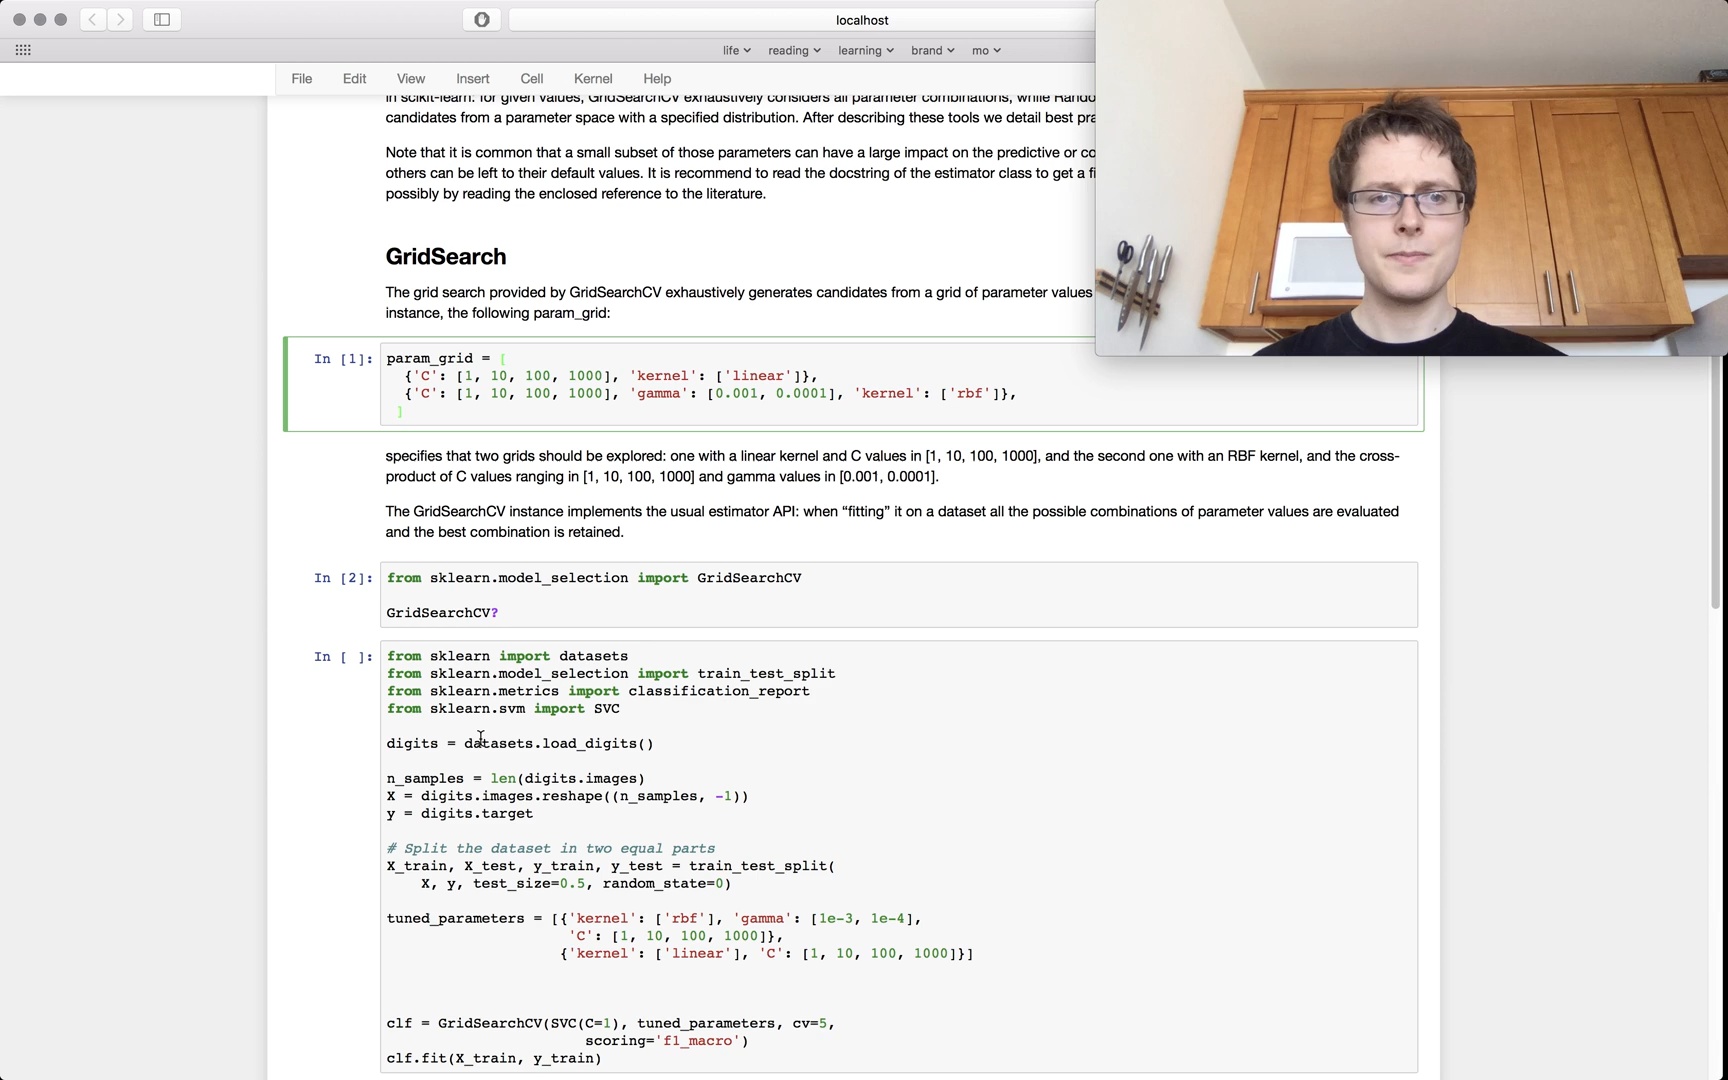 localhost
life reading learning brand mo
File Edit View Insert Cell Kernel Help
in scikit-learn: for given values, GridSearchCV exhaustively considers all parameter combinations, while
candidates from a parameter space with a specified distribution. After describing these tools we detail best
Note that it is common that a small subset of those parameters can have a large impact on the predictive or
others can be left to their default values. It is recommend to read the docstring of the estimator class to get a
possibly by reading the enclosed reference to the literature.
GridSearch
The grid search provided by GridSearchCV exhaustively generates candidates from a grid of parameter values
instance, the following param_grid:
In [1]: param_grid = [
{'C': [1, 10, 100, 1000], 'kernel': ['linear']},
{'C': [1, 10, 100, 1000], 'gamma': [0.001, 0.0001], 'kernel': ['rbf']},
]
specifies that two grids should be explored: one with a linear kernel and C values in [1, 10, 100, 1000], and the second one with an RBF kernel, and the cross-
product of C values ranging in [1, 10, 100, 1000] and gamma values in [0.001, 0.0001].
The GridSearchCV instance implements the usual estimator API: when “fitting” it on a dataset all the possible combinations of parameter values are evaluated
and the best combination is retained.
In [2]: from sklearn.model_selection import GridSearchCV
GridSearchCV?
In [ ]: from sklearn import datasets
from sklearn.model_selection import train_test_split
from sklearn.metrics import classification_report
from sklearn.svm import SVC
digits = datasets.load_digits()
n_samples = len(digits.images)
X = digits.images.reshape((n_samples, -1))
y = digits.target
# Split the dataset in two equal parts
X_train, X_test, y_train, y_test = train_test_split(
X, y, test_size=0.5, random_state=0)
tuned_parameters = [{'kernel': ['rbf'], 'gamma': [1e-3, 1e-4],
'C': [1, 10, 100, 1000]},
{'kernel': ['linear'], 'C': [1, 10, 100, 1000]}]
clf = GridSearchCV(SVC(C=1), tuned_parameters, cv=5,
scoring='f1_macro')
clf.fit(X_train, y_train)